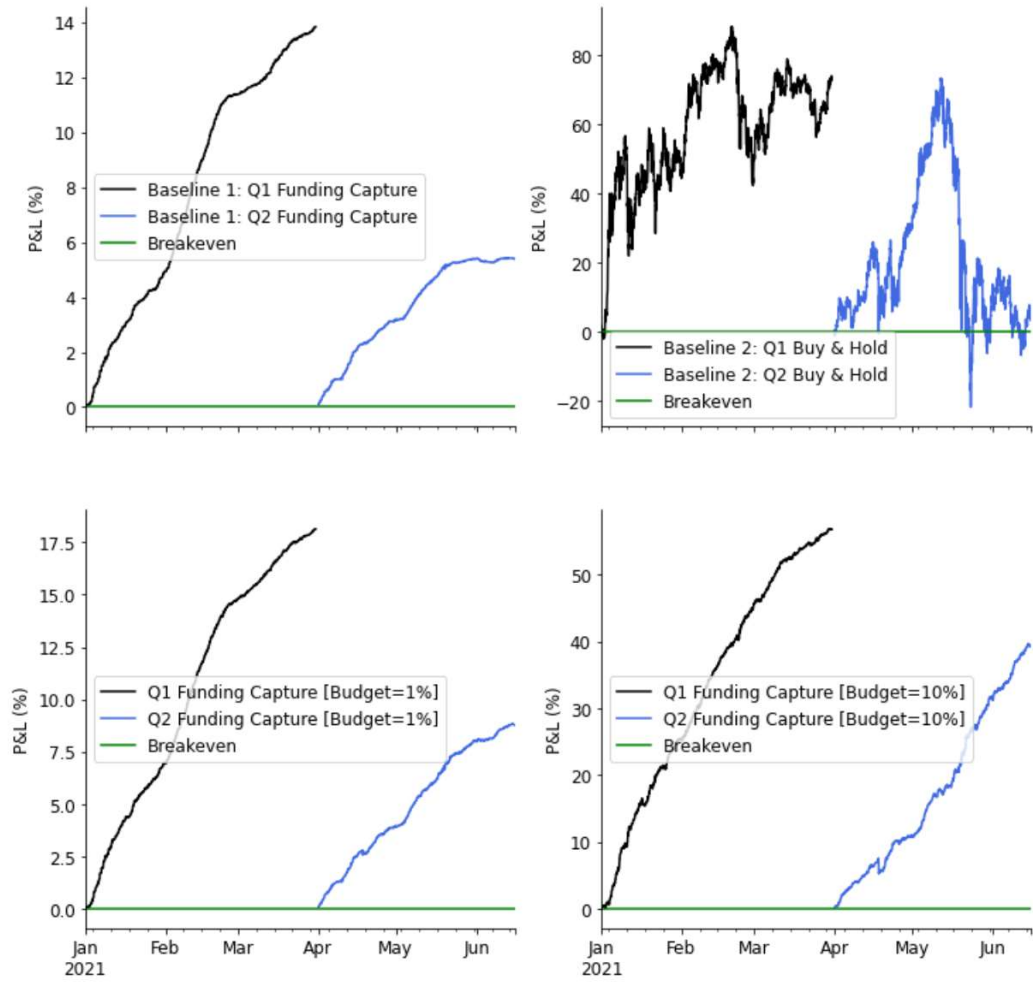 14
12
10
8
6
4
2
0
P&L (%)
Baseline 1: Q1 Funding Capture
Baseline 1: Q2 Funding Capture
Breakeven
80
60
40
20
0
−20
P&L (%)
Baseline 2: Q1 Buy & Hold
Baseline 2: Q2 Buy & Hold
Breakeven
17.5
15.0
12.5
10.0
7.5
5.0
2.5
0.0
P&L (%)
Q1 Funding Capture [Budget=1%]
Q2 Funding Capture [Budget=1%]
Breakeven
Jan Feb Mar Apr May Jun
2021
50
40
30
20
10
0
P&L (%)
Q1 Funding Capture [Budget=10%]
Q2 Funding Capture [Budget=10%]
Breakeven
Jan Feb Mar Apr May Jun
2021